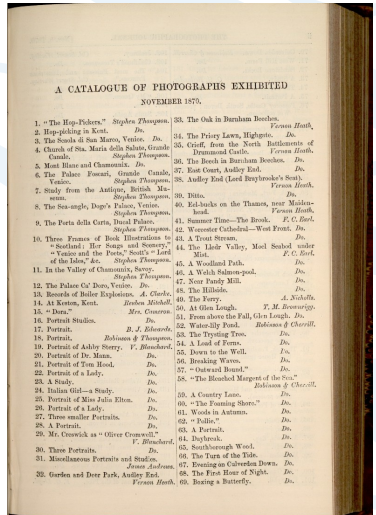 A CATALOGUE OF PHOTOGRAPHS EXHIBITED
NOVEMBER 1870.
1. "The Hop-Pickers." Stephen Thompson.
2. Hop-picking in Kent. Do.
3. The Scuola di San Marco, Venice. Do.
4. Church of Sta. Maria della Salute, Grande
Canale. Stephen Thompson.
5. Mont Blanc and Chamounix. Do.
6. The Palace Foscari, Grande Canale,
Venice. Stephen Thompson.
7. Study from the Antique, British Mu-
seum. Stephen Thompson.
8. The Sea-angle, Doge's Palace, Venice.
Stephen Thompson.
9. The Porta della Carta, Ducal Palace.
Stephen Thompson.
10. Three Frames of Book Illustrations to
"Scotland: Her Songs and Scenery,"
"Venice and the Poets," Scott's "Lord
of the Isles," &c. Stephen Thompson.
11. In the Valley of Chamounix, Savoy.
Stephen Thompson.
12. The Palace Ca' Doro, Venice. Do.
13. Records of Boiler Explosions. A. Clarke.
14. At Keston, Kent. Reuben Mitchell.
15. "Dora." Mrs. Cameron.
16. Portrait Studies. Do.
17. Portrait. B. J. Edwards.
18. Portrait. Robinson & Thompson.
19. Portrait of Ashby Sterry. V. Blanchard.
20. Portrait of Dr. Mann. Do.
21. Portrait of Tom Hood. Do.
22. Portrait of a Lady. Do.
23. A Study. Do.
24. Italian Girl—a Study. Do.
25. Portrait of Miss Julia Elton. Do.
26. Portrait of a Lady. Do.
27. Three smaller Portraits. Do.
28. A Portrait. Do.
29. Mr. Creswick as "Oliver Cromwell."
V. Blanchard.
30. Three Portraits. Do.
31. Miscellaneous Portraits and Studies.
James Andrews.
32. Garden and Deer Park, Audley End.
Vernon Heath.
33. The Oak in Burnham Beeches.
Vernon Heath.
34. The Priory Lawn, Highgate. Do.
35. Crieff, from the North Battlements of
Drummond Castle. Vernon Heath.
36. The Beech in Burnham Beeches. Do.
37. East Court, Audley End. Do.
38. Audley End (Lord Braybrooke's Seat).
Vernon Heath.
39. Ditto. Do.
40. Eel-bucks on the Thames, near Maiden-
head. Vernon Heath.
41. Summer Time—The Brook. F. C. Earl.
42. Worcester Cathedral—West Front. Do.
43. A Trout Stream. Do.
44. The Lledr Valley, Moel Seabod under
Mist. F. C. Earl.
45. A Woodland Path. Do.
46. A Welsh Salmon-pool. Do.
47. Near Pandy Mill. Do.
48. The Hillside. Do.
49. The Ferry. A. Nicholls.
50. At Glen Lough. T. M. Brownrigg.
51. From above the Fall, Glen Lough. Do.
52. Water-lily Pond. Robinson & Cherrill.
53. The Trysting Tree. Do.
54. A Load of Ferns. Do.
55. Down to the Well. Do.
56. Breaking Waves. Do.
57. "Outward Bound." Do.
58. "The Bleached Margent of the Sea."
Robinson & Cherrill.
59. A Country Lane. Do.
60. "The Foaming Shore." Do.
61. Woods in Autumn. Do.
62. "Pollie." Do.
63. A Portrait. Do.
64. Daybreak. Do.
65. Southborough Wood. Do.
66. The Turn of the Tide. Do.
67. Evening on Culverden Down. Do.
68. The First Hour of Night. Do.
69. Boxing a Butterfly. Do.